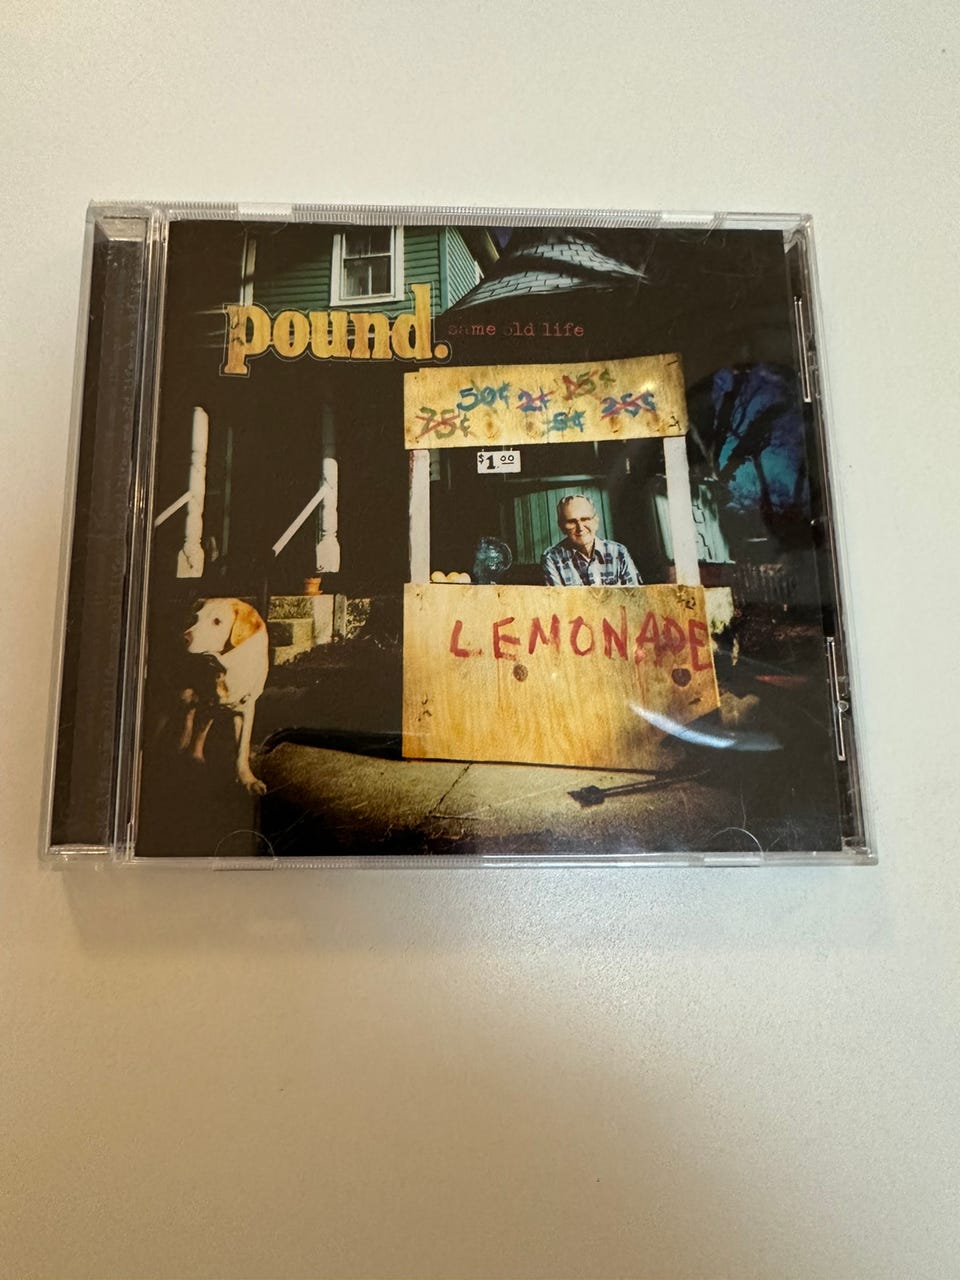 pound.
same old life
75¢ 50¢ 2¢ 15¢ 5¢ 25¢
$1.00
LEMONADE